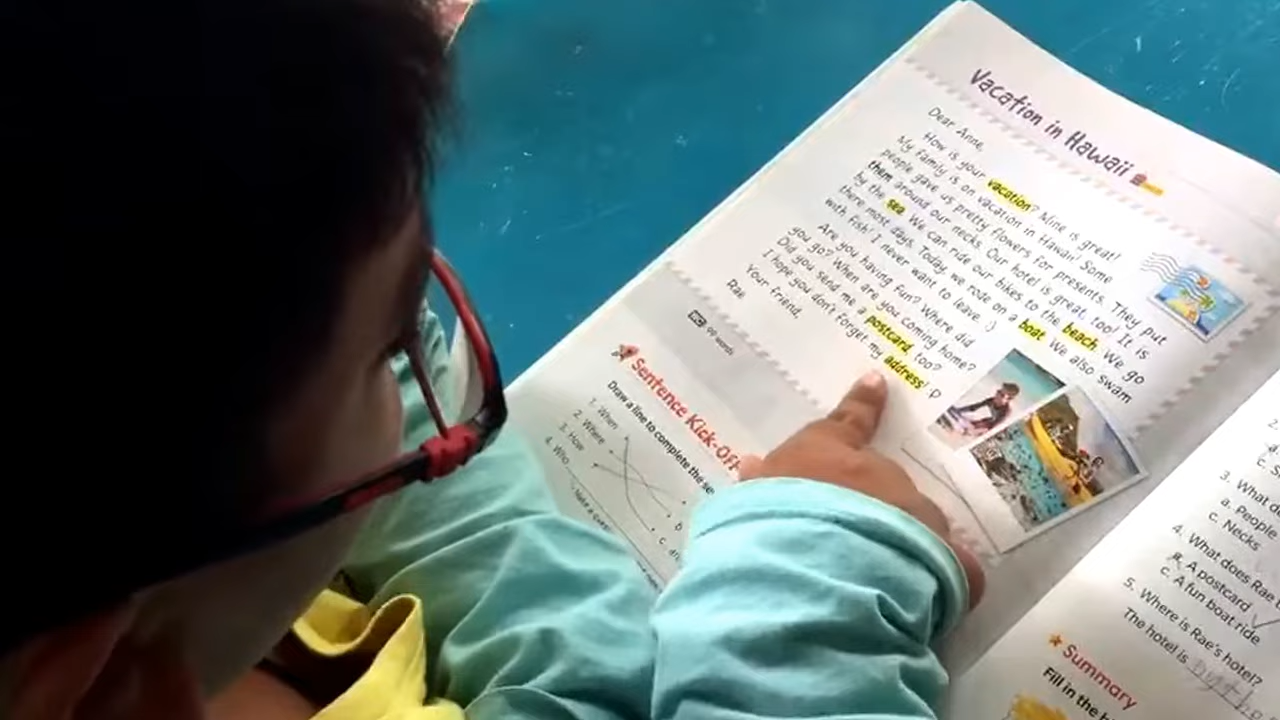 Vacation in Hawaii
Dear Anne,
How is your vacation? Mine is great!
My family is on vacation in Hawaii! Some
people gave us pretty flowers for presents. They put
them around our necks. Our hotel is great, too! It is
by the sea. We can ride our bikes to the beach. We go
there most days. Today, we rode on a boat. We also swam
with fish! I never want to leave. :)
Are you having fun? Where did
you go? When are you coming home?
Did you send me a postcard, too?
I hope you don't forget my address! :D
Your friend,
Rae
WC
Sentence Kick-Off
Draw a line to complete the se
1. When
2. Where
3. How
4. Who
b
c.
2.
a.
c. S
3. What d
a. People
c. Necks
4. What does Rae
a. A postcard
c. A fun boat ride
5. Where is Rae's hotel?
The hotel is
Summary
Fill in the b